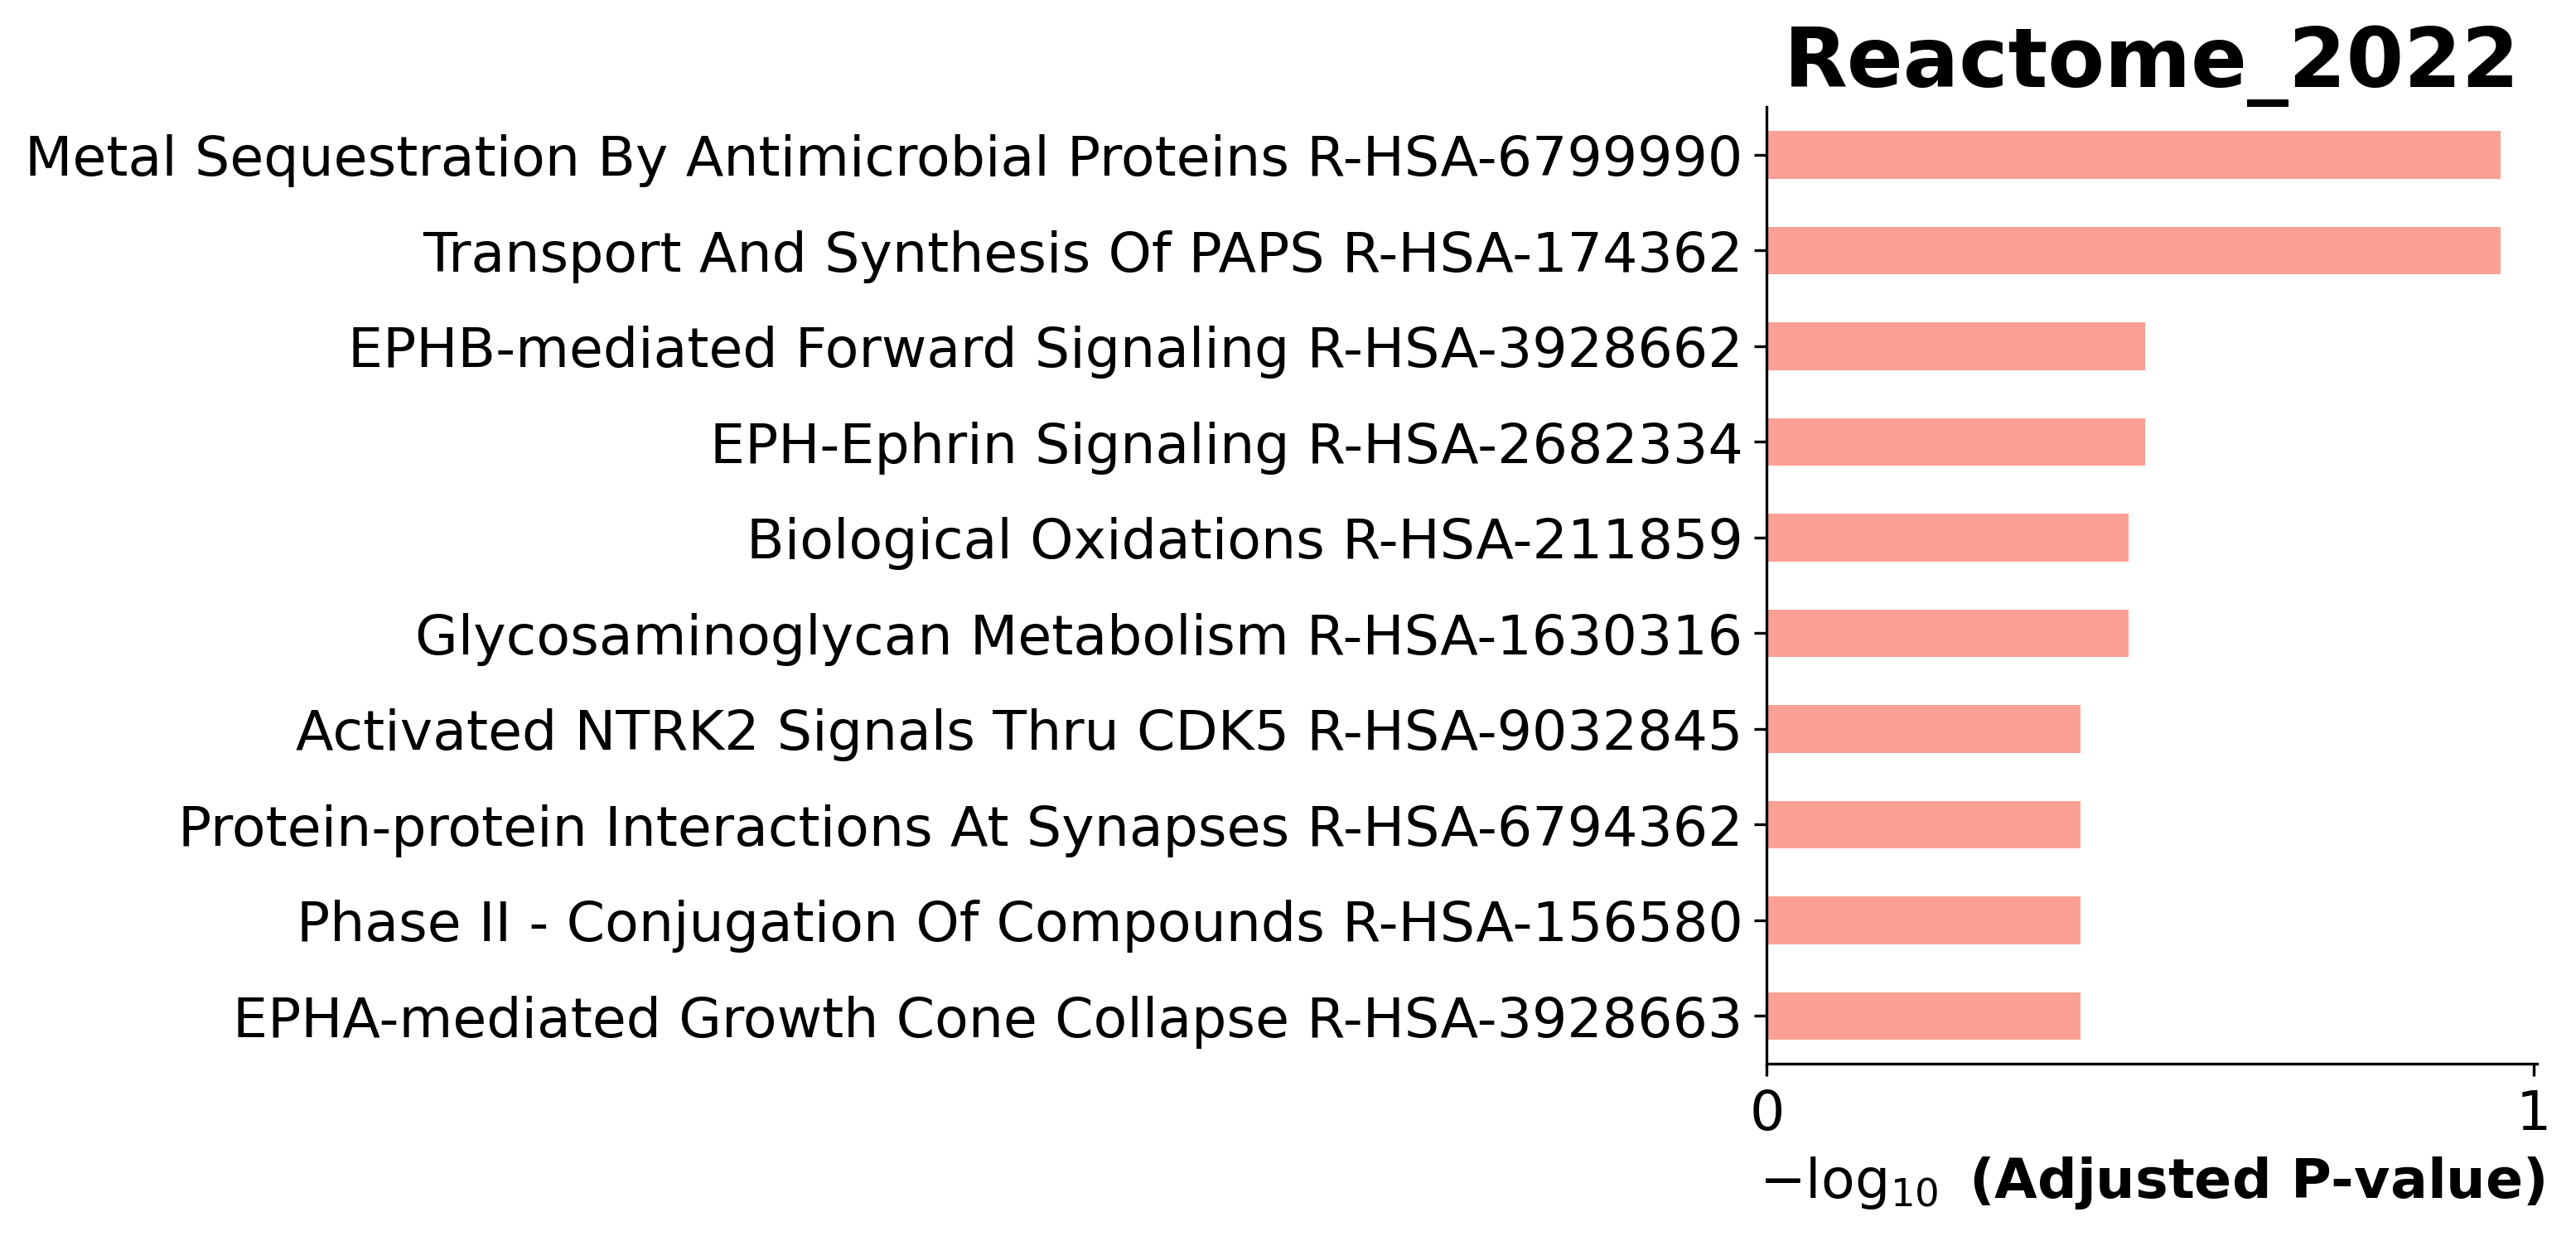 Reactome_2022
Metal Sequestration By Antimicrobial Proteins R-HSA-6799990
Transport And Synthesis Of PAPS R-HSA-174362
EPHB-mediated Forward Signaling R-HSA-3928662
EPH-Ephrin Signaling R-HSA-2682334
Biological Oxidations R-HSA-211859
Glycosaminoglycan Metabolism R-HSA-1630316
Activated NTRK2 Signals Thru CDK5 R-HSA-9032845
Protein-protein Interactions At Synapses R-HSA-6794362
Phase II - Conjugation Of Compounds R-HSA-156580
EPHA-mediated Growth Cone Collapse R-HSA-3928663
0 1
−log₁₀ (Adjusted P-value)